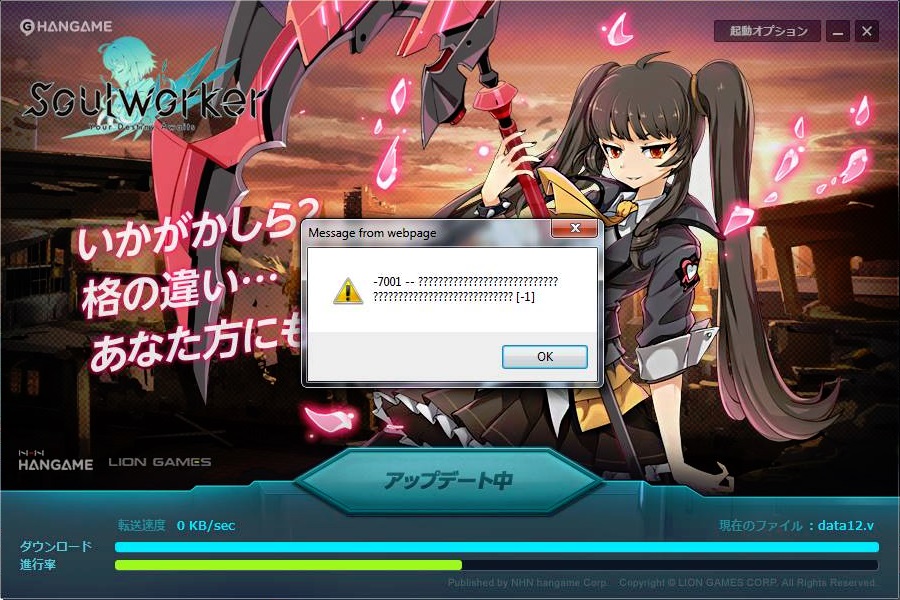 HANGAME
起動オプション
Soulworker
Your Destiny Awaits
いかがかしら?
格の違い…
あなた方にも
Message from webpage
-7001 -- ????????????????????????????
???????????????????????????? [-1]
OK
NHN
HANGAME LION GAMES
アップデート中
転送速度 0 KB/sec 現在のファイル : data12.v
ダウンロード
進行率
Published by NHN hangame Corp. Copyright © LION GAMES CORP. All Rights Reserved.